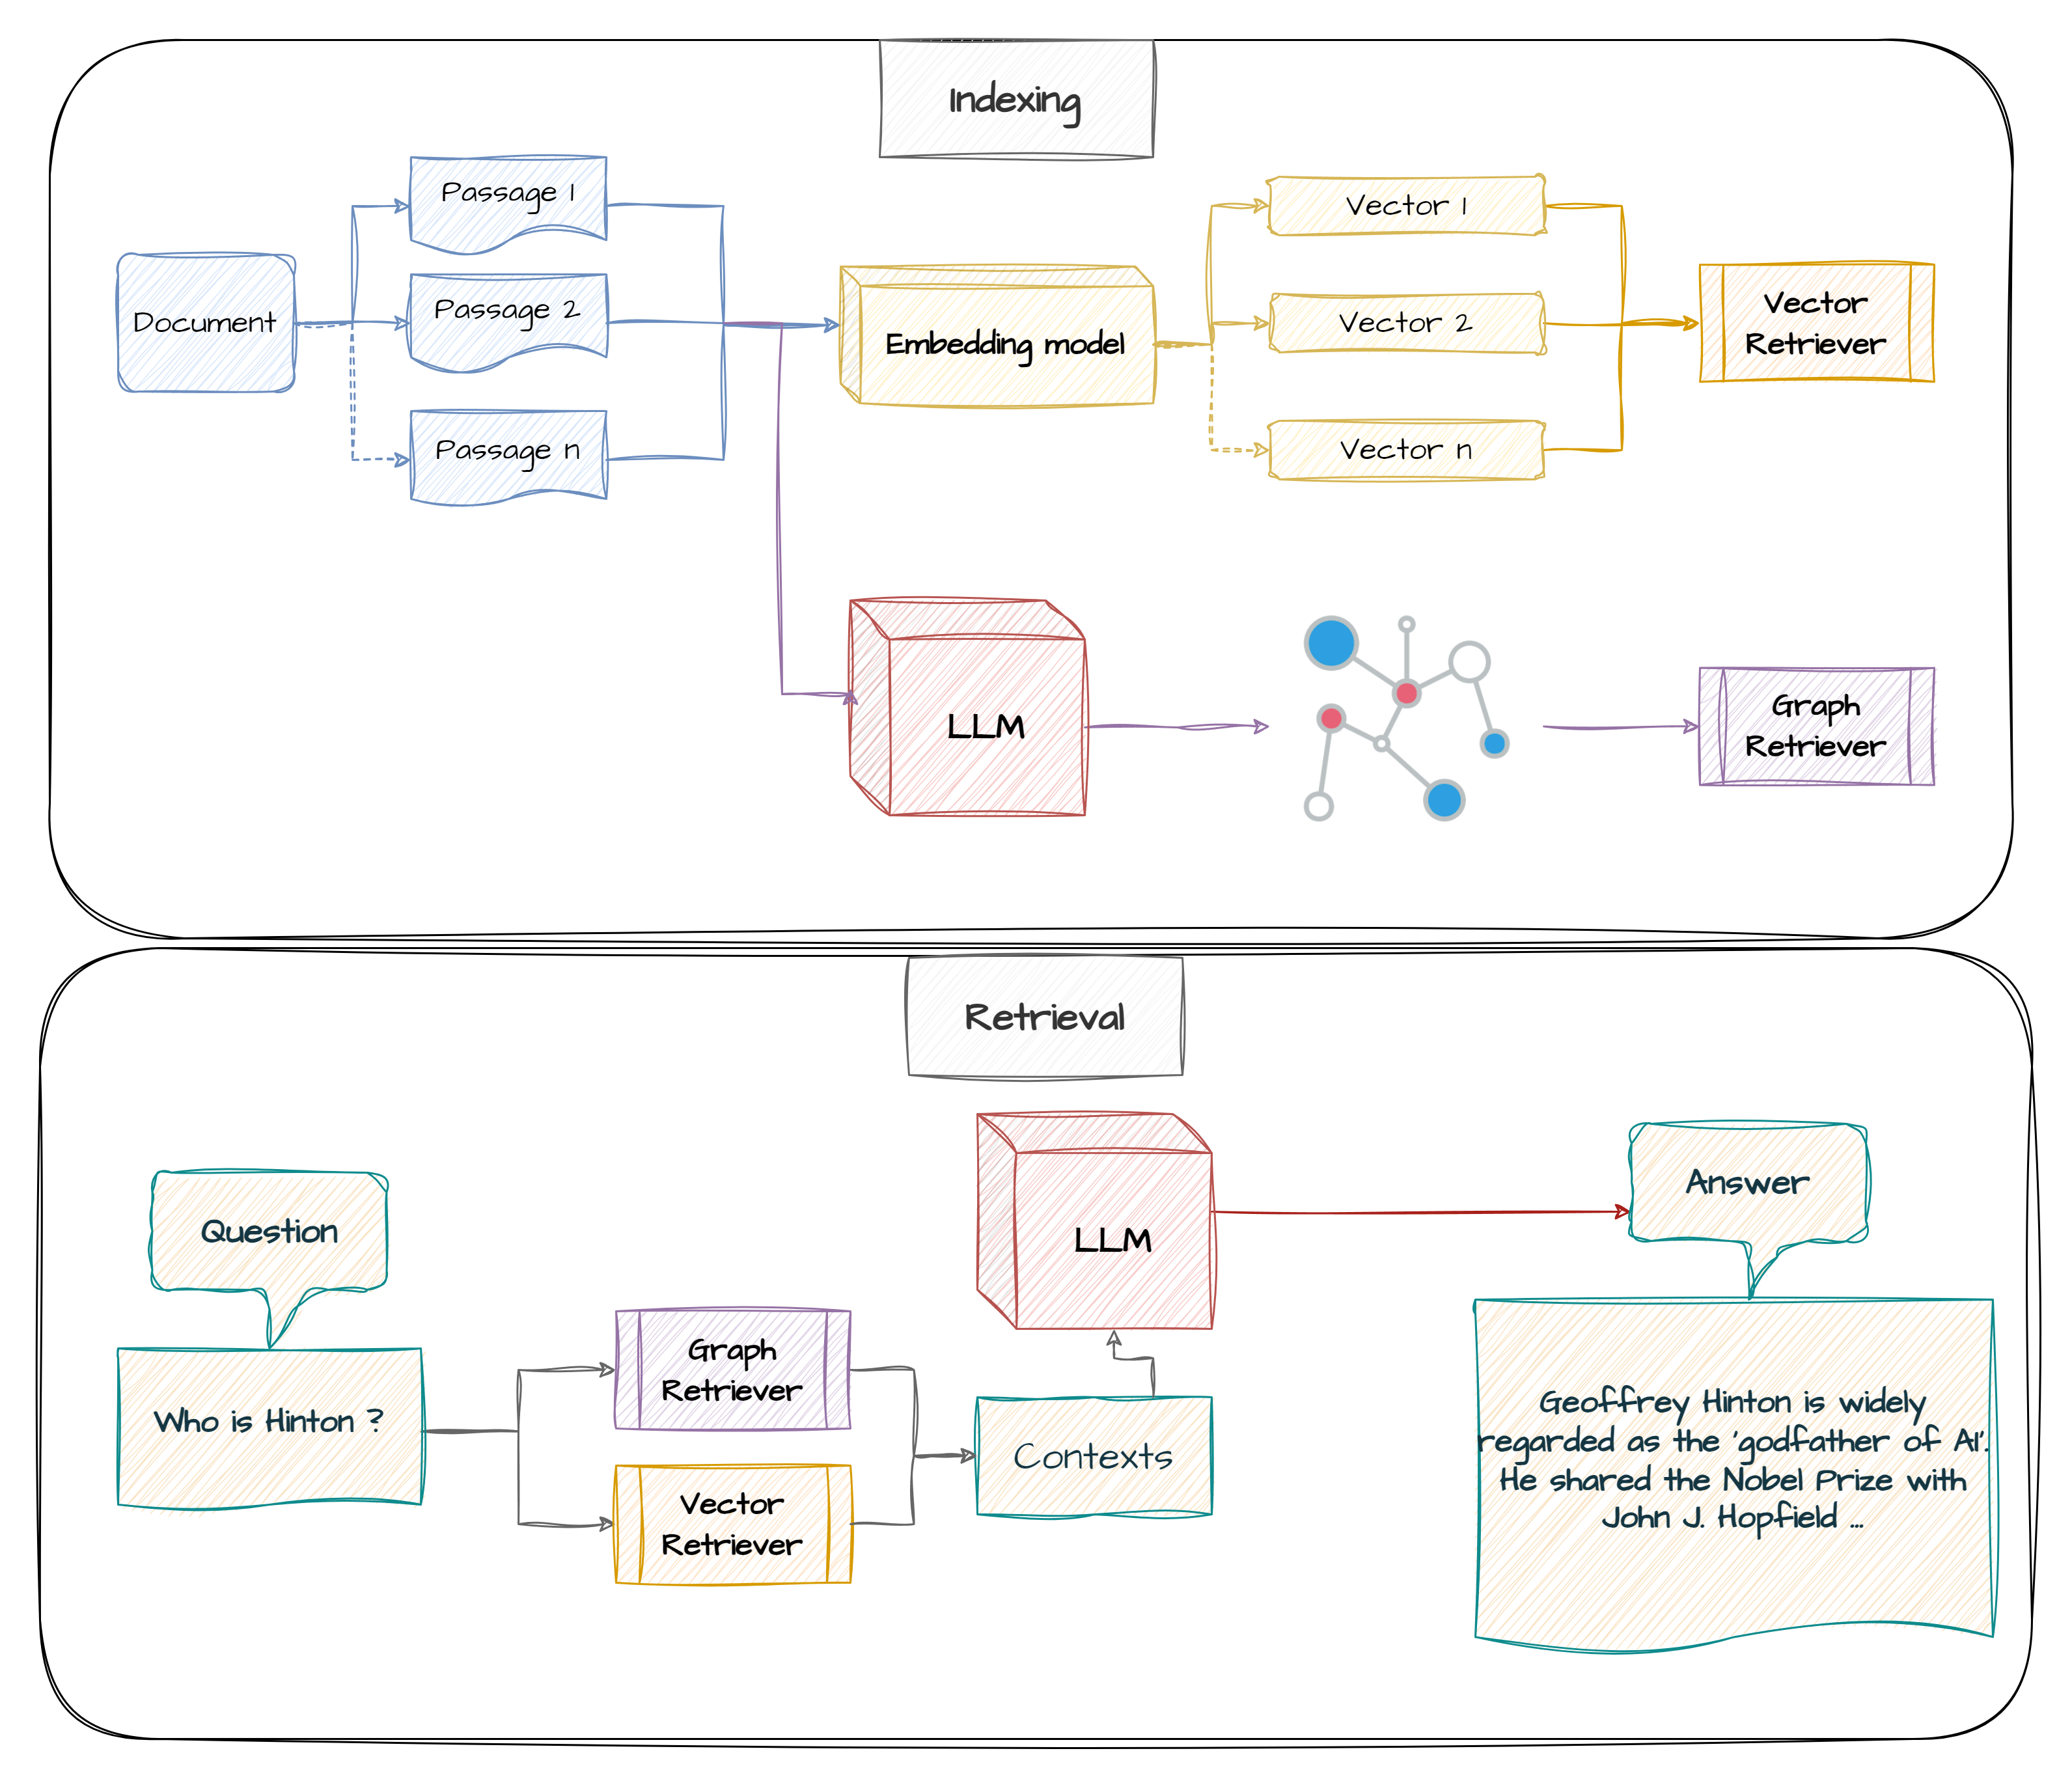 Indexing
Document
Passage 1
Passage 2
Passage n
Embedding model
Vector 1
Vector 2
Vector n
Vector
Retriever
LLM
Graph
Retriever
Retrieval
Question
Who is Hinton ?
Graph
Retriever
Vector
Retriever
Contexts
LLM
Answer
Geoffrey Hinton is widely
regarded as the 'godfather of AI'.
He shared the Nobel Prize with
John J. Hopfield ...